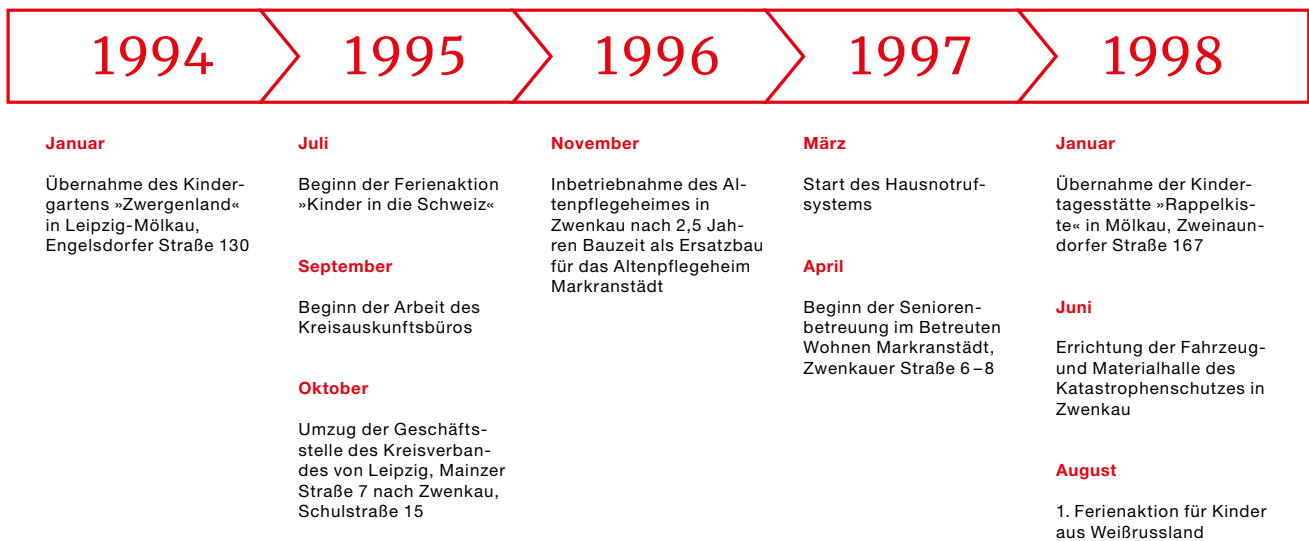 1994
1995
1996
1997
1998
Januar
Übernahme des Kinder-
gartens »Zwergenland«
in Leipzig-Mölkau,
Engelsdorfer Straße 130
Juli
Beginn der Ferienaktion
»Kinder in die Schweiz«
September
Beginn der Arbeit des
Kreisauskunftsbüros
Oktober
Umzug der Geschäfts-
stelle des Kreisverban-
des von Leipzig, Mainzer
Straße 7 nach Zwenkau,
Schulstraße 15
November
Inbetriebnahme des Al-
tenpflegeheimes in
Zwenkau nach 2,5 Jah-
ren Bauzeit als Ersatzbau
für das Altenpflegeheim
Markranstädt
März
Start des Hausnotruf-
systems
April
Beginn der Senioren-
betreuung im Betreuten
Wohnen Markranstädt,
Zwenkauer Straße 6–8
Januar
Übernahme der Kinder-
tagesstätte »Rappelkis-
te« in Mölkau, Zweinaun-
dorfer Straße 167
Juni
Errichtung der Fahrzeug-
und Materialhalle des
Katastrophenschutzes in
Zwenkau
August
1. Ferienaktion für Kinder
aus Weißrussland